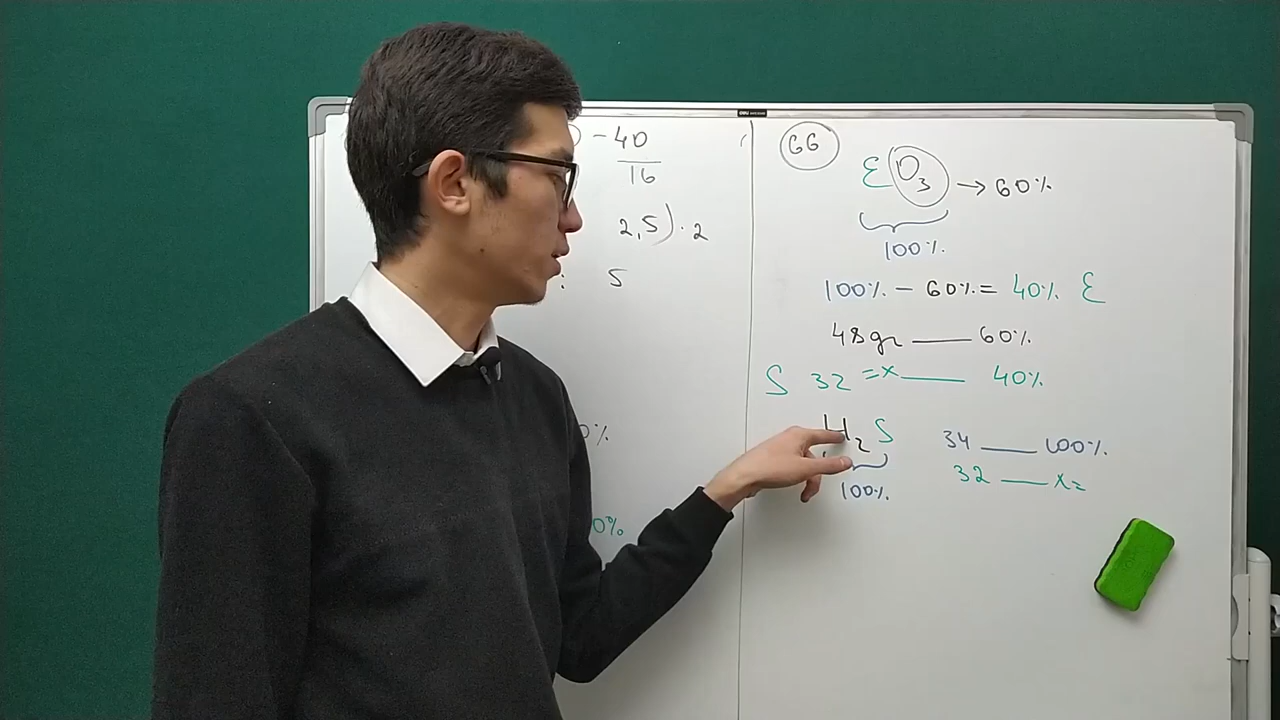 - 40
16
2,5) · 2
: 5
0%
0%
66
EO3 → 60%
100%
100% - 60% = 40% E
48gr — 60%
S 32 = x — 40%
H2S 34 — 100%
100% 32 — x=